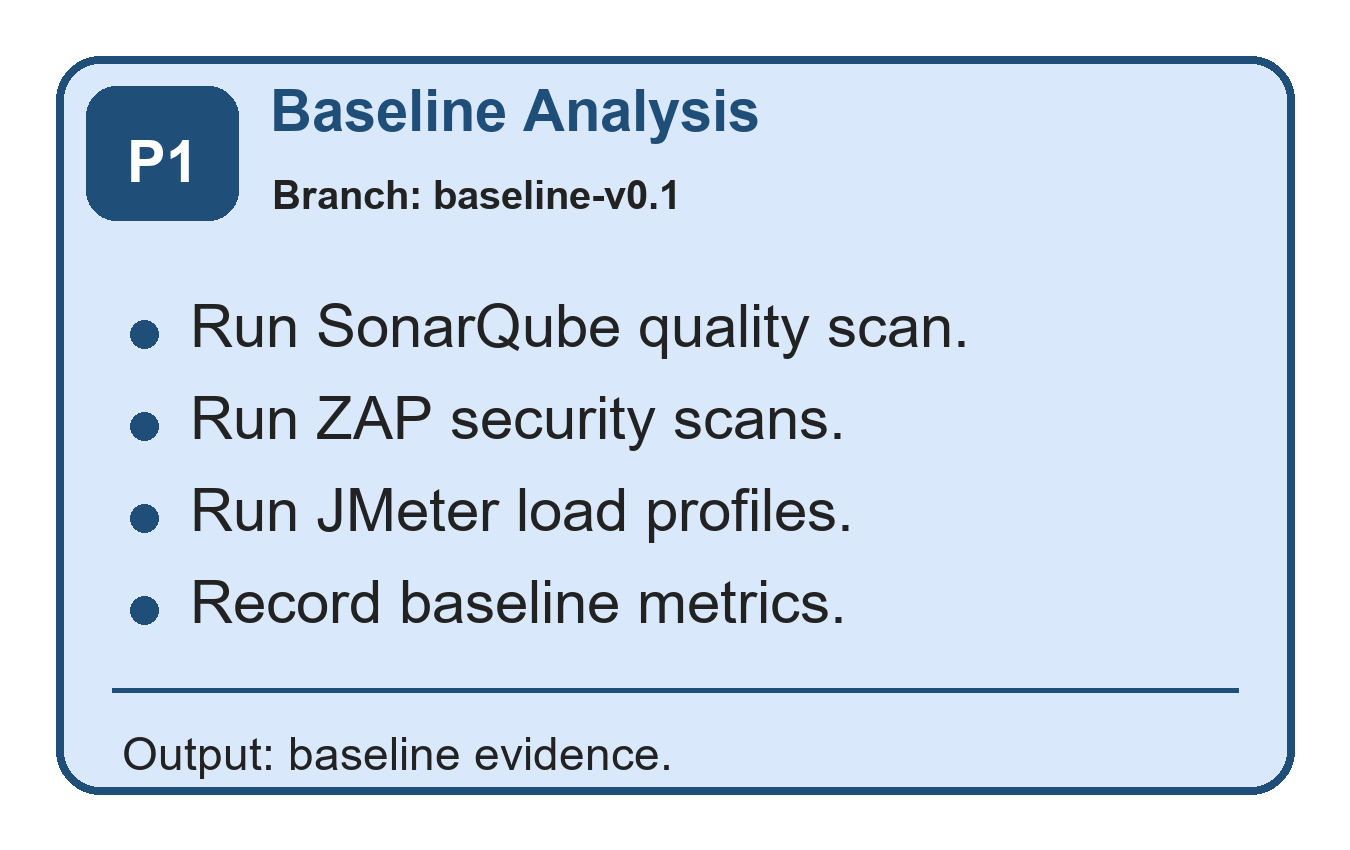 P1
Baseline Analysis
Branch: baseline-v0.1
Run SonarQube quality scan.
Run ZAP security scans.
Run JMeter load profiles.
Record baseline metrics.
Output: baseline evidence.